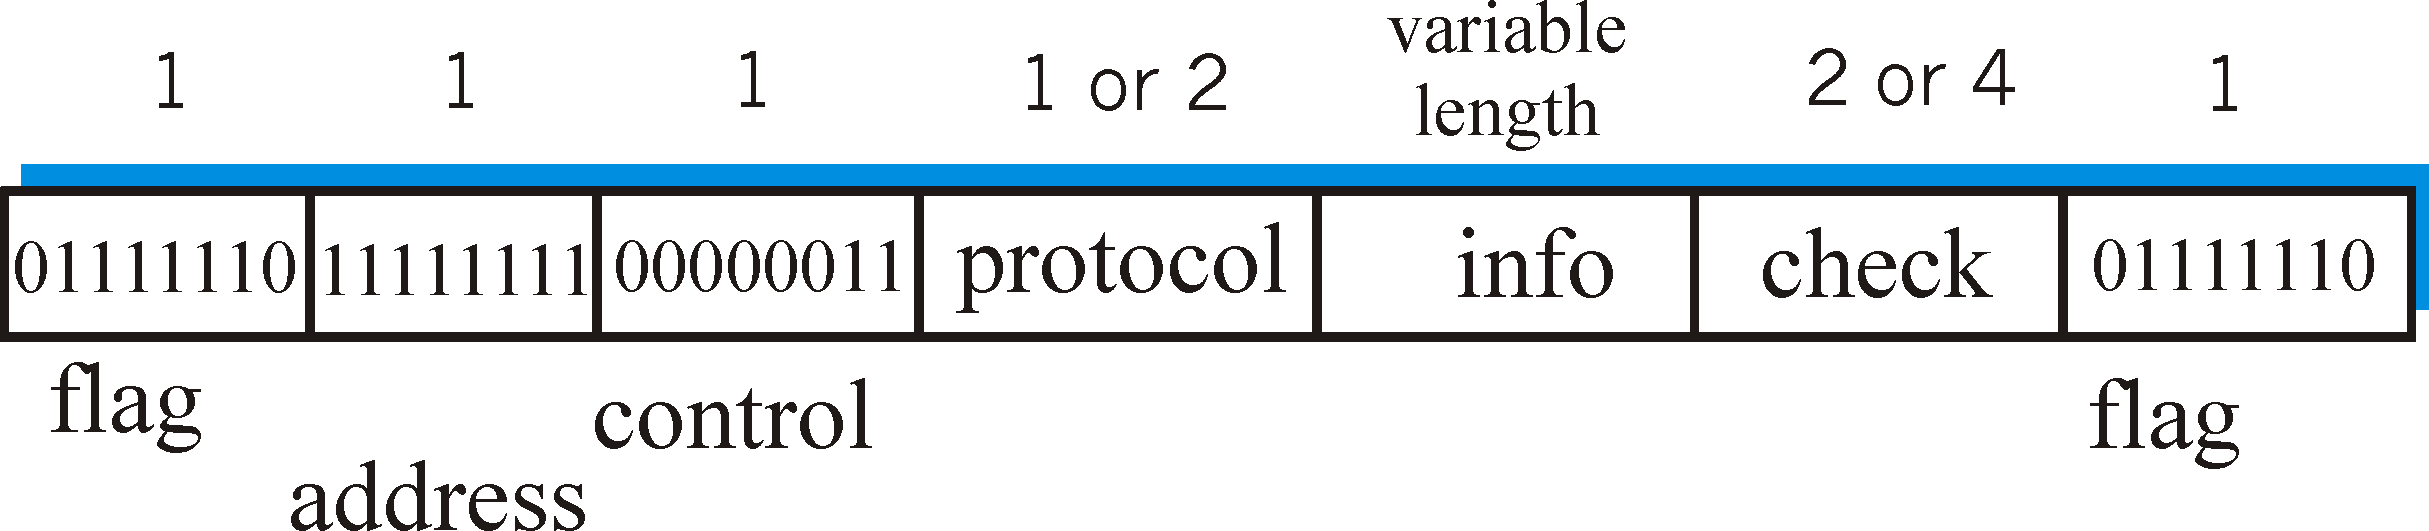 1 1 1 1 or 2 variable length 2 or 4 1
01111110 11111111 00000011 protocol info check 01111110
flag address control flag